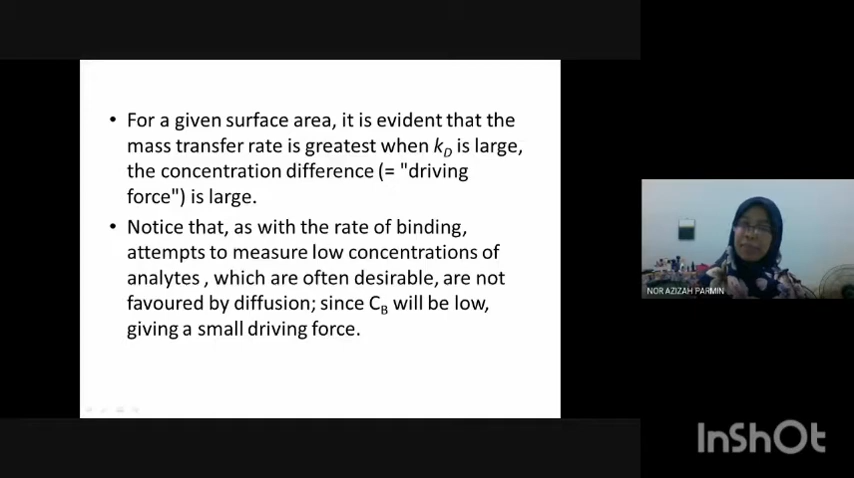 • For a given surface area, it is evident that the
mass transfer rate is greatest when kD is large,
the concentration difference (= "driving
force") is large.
• Notice that, as with the rate of binding,
attempts to measure low concentrations of
analytes , which are often desirable, are not
favoured by diffusion; since CB will be low,
giving a small driving force.
NOR AZIZAH PARMIN
InShOt